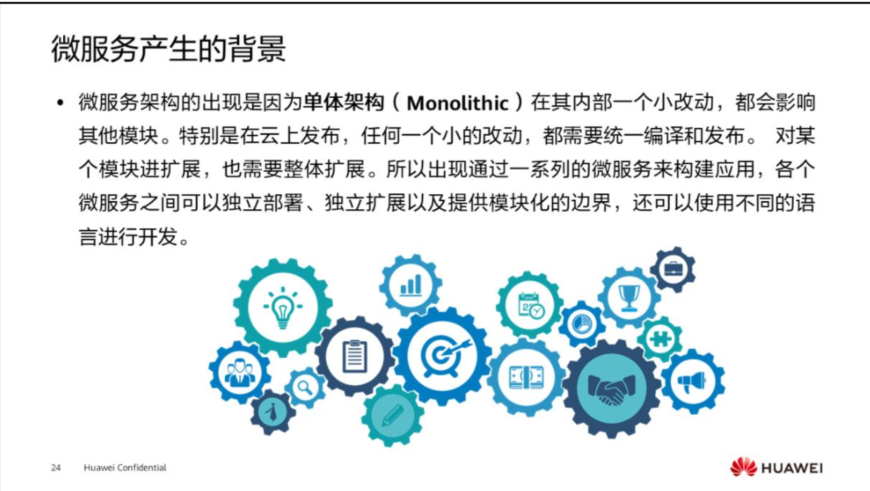 微服务产生的背景
• 微服务架构的出现是因为单体架构（Monolithic）在其内部一个小改动，都会影响
其他模块。特别是在云上发布，任何一个小的改动，都需要统一编译和发布。 对某
个模块进扩展，也需要整体扩展。所以出现通过一系列的微服务来构建应用，各个
微服务之间可以独立部署、独立扩展以及提供模块化的边界，还可以使用不同的语
言进行开发。
24 Huawei Confidential
HUAWEI